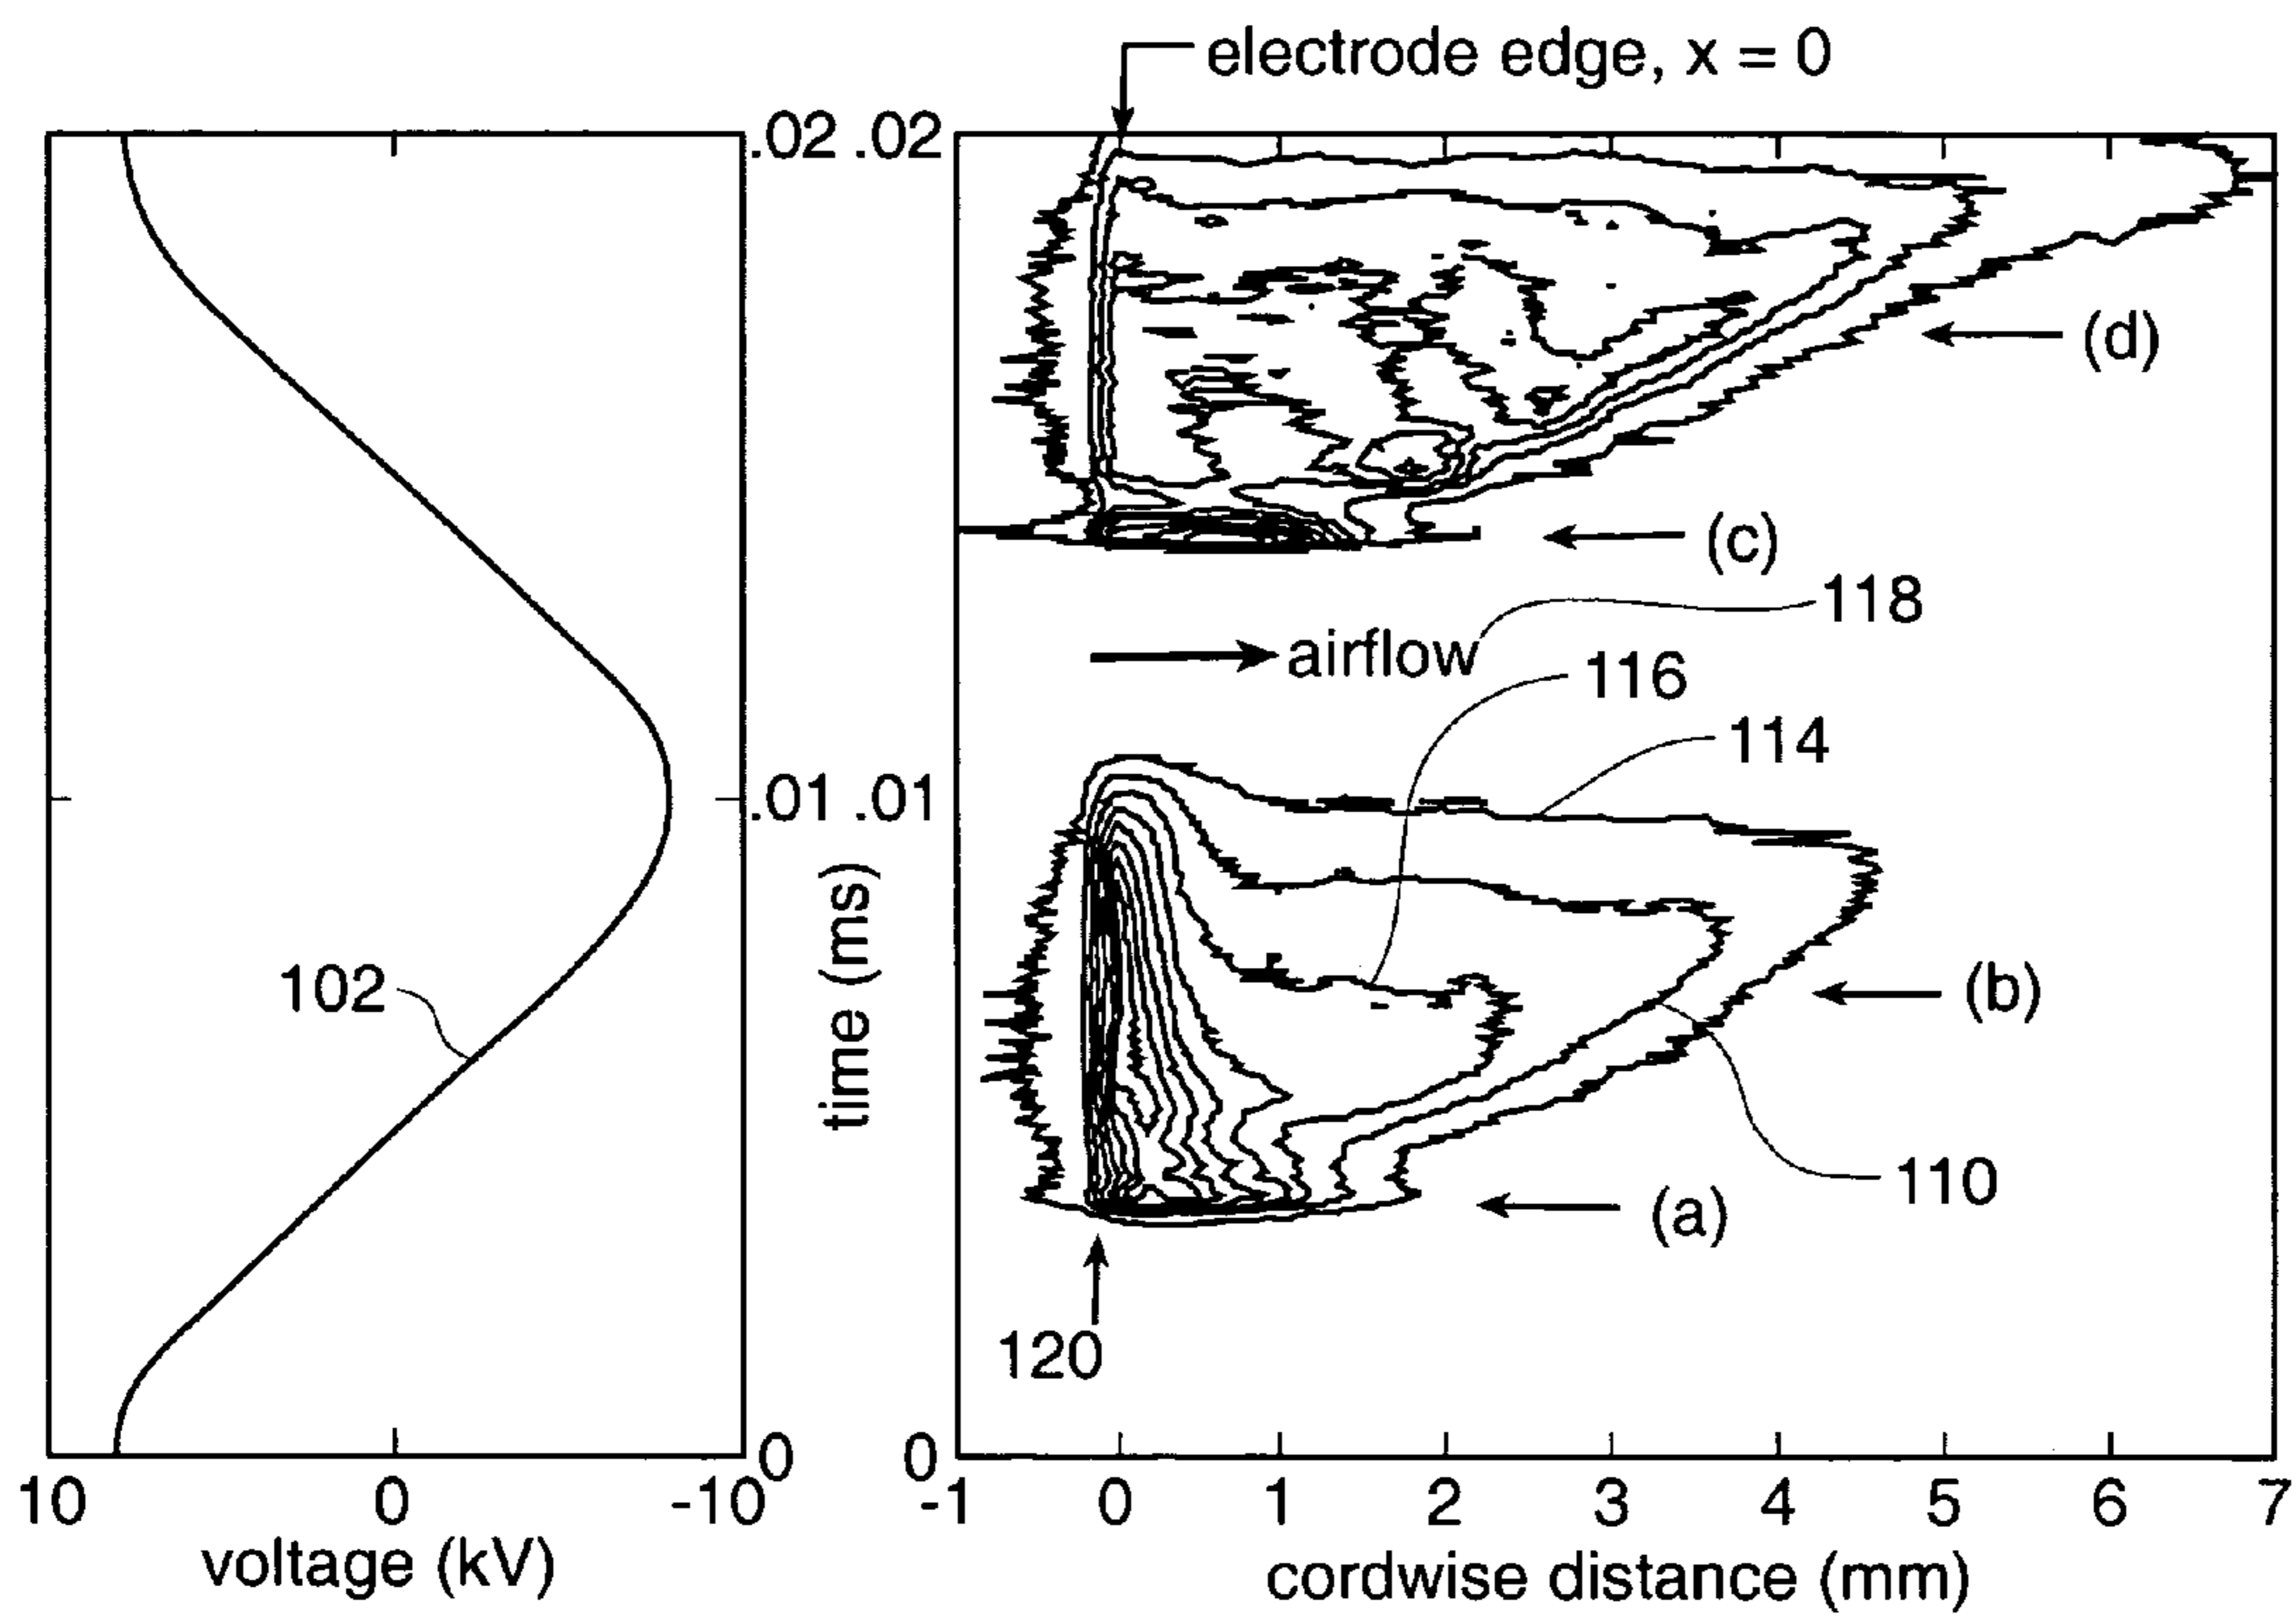 electrode edge, x = 0
.02 .02
(d)
(c)
118
airflow
116
114
.01 .01
time (ms)
102
(b)
110
(a)
120
0 0
10 0 -10 -1 0 1 2 3 4 5 6 7
voltage (kV) cordwise distance (mm)